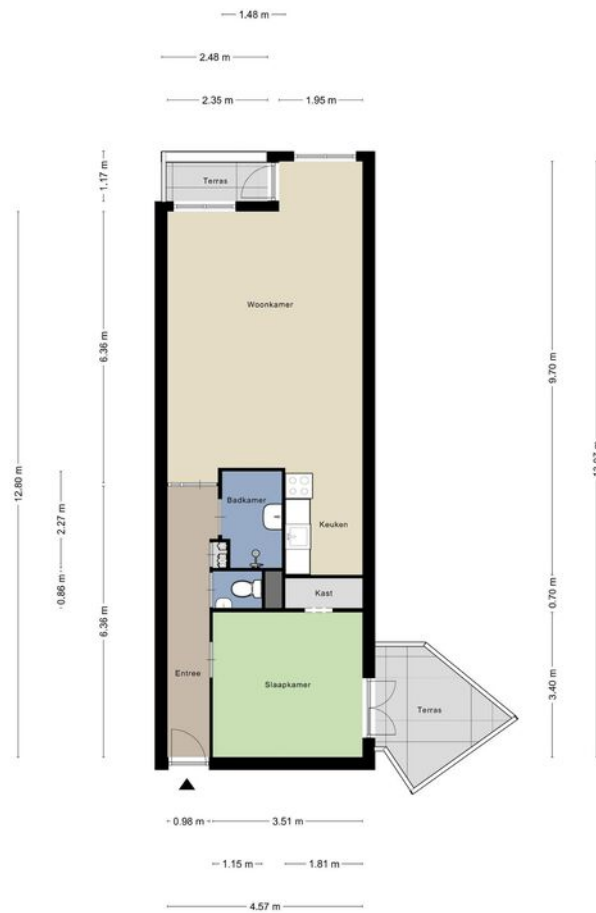 1.48 m
2.48 m
2.35 m
1.95 m
1.17 m
Terras
Woonkamer
6.36 m
9.70 m
12.80 m
2.27 m
Badkamer
Keuken
0.86 m
6.36 m
0.70 m
Kast
Entree
Slaapkamer
3.40 m
Terras
0.98 m
3.51 m
1.15 m
1.81 m
4.57 m